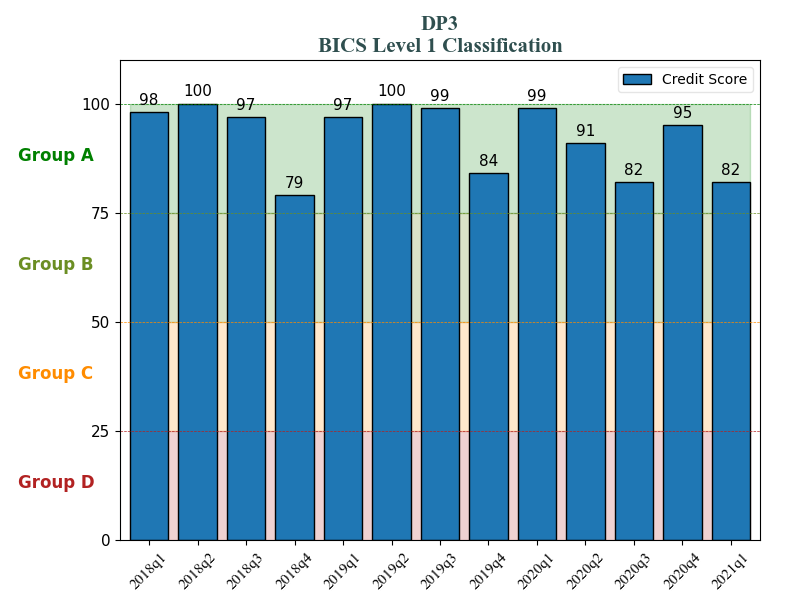 DP3
BICS Level 1 Classification
Credit Score
98 100 97 79 97 100 99 84 99 91 82 95 82
100
Group A
75
Group B
50
Group C
25
Group D
0
2018q1 2018q2 2018q3 2018q4 2019q1 2019q2 2019q3 2019q4 2020q1 2020q2 2020q3 2020q4 2021q1